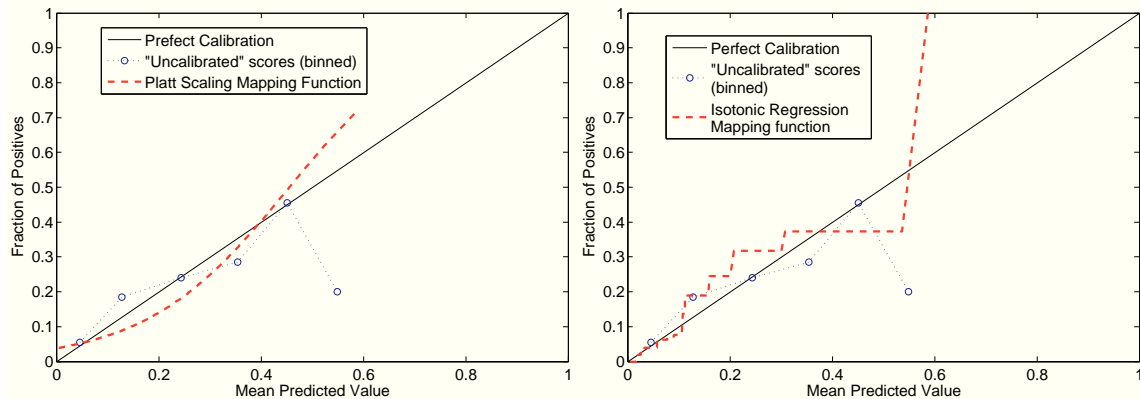 1
0.9
0.8
0.7
0.6
0.5
0.4
0.3
0.2
0.1
0
Fraction of Positives
Prefect Calibration
"Uncalibrated" scores (binned)
Platt Scaling Mapping Function
0
0.2
0.4
0.6
0.8
1
Mean Predicted Value
1
0.9
0.8
0.7
0.6
0.5
0.4
0.3
0.2
0.1
0
Fraction of Positives
Perfect Calibration
"Uncalibrated" scores
(binned)
Isotonic Regression
Mapping function
0
0.2
0.4
0.6
0.8
1
Mean Predicted Value